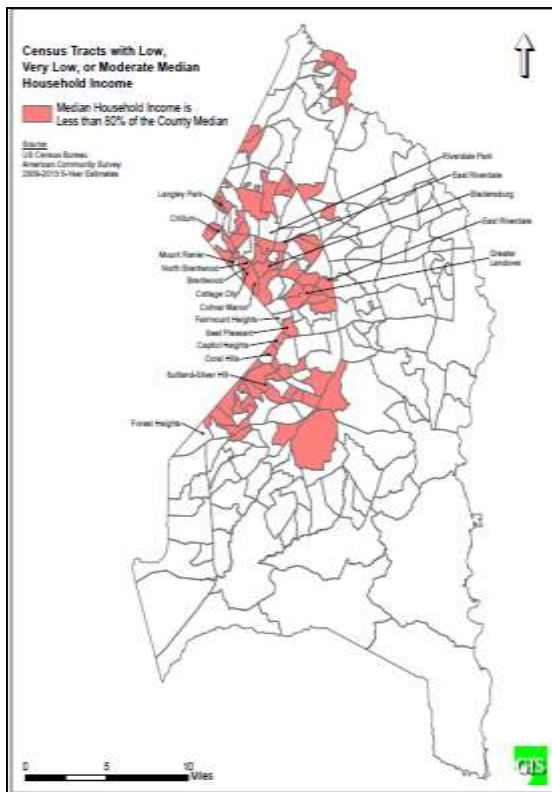 Census Tracts with Low,
Very Low, or Moderate Median
Household Income
Median Household Income is
Less than 80% of the County Median
Source:
US Census Bureau
American Community Survey
2009-2013 5-Year Estimates
Riverdale Park
East Riverdale
Bladensburg
East Riverdale
Greater
Landover
Langley Park
Chillum
Mount Rainier
North Brentwood
Brentwood
Cottage City
Colmar Manor
Fairmount Heights
Seat Pleasant
Capitol Heights
Coral Hills
Suitland-Silver Hill
Forest Heights
0 5 10
Miles
GIS